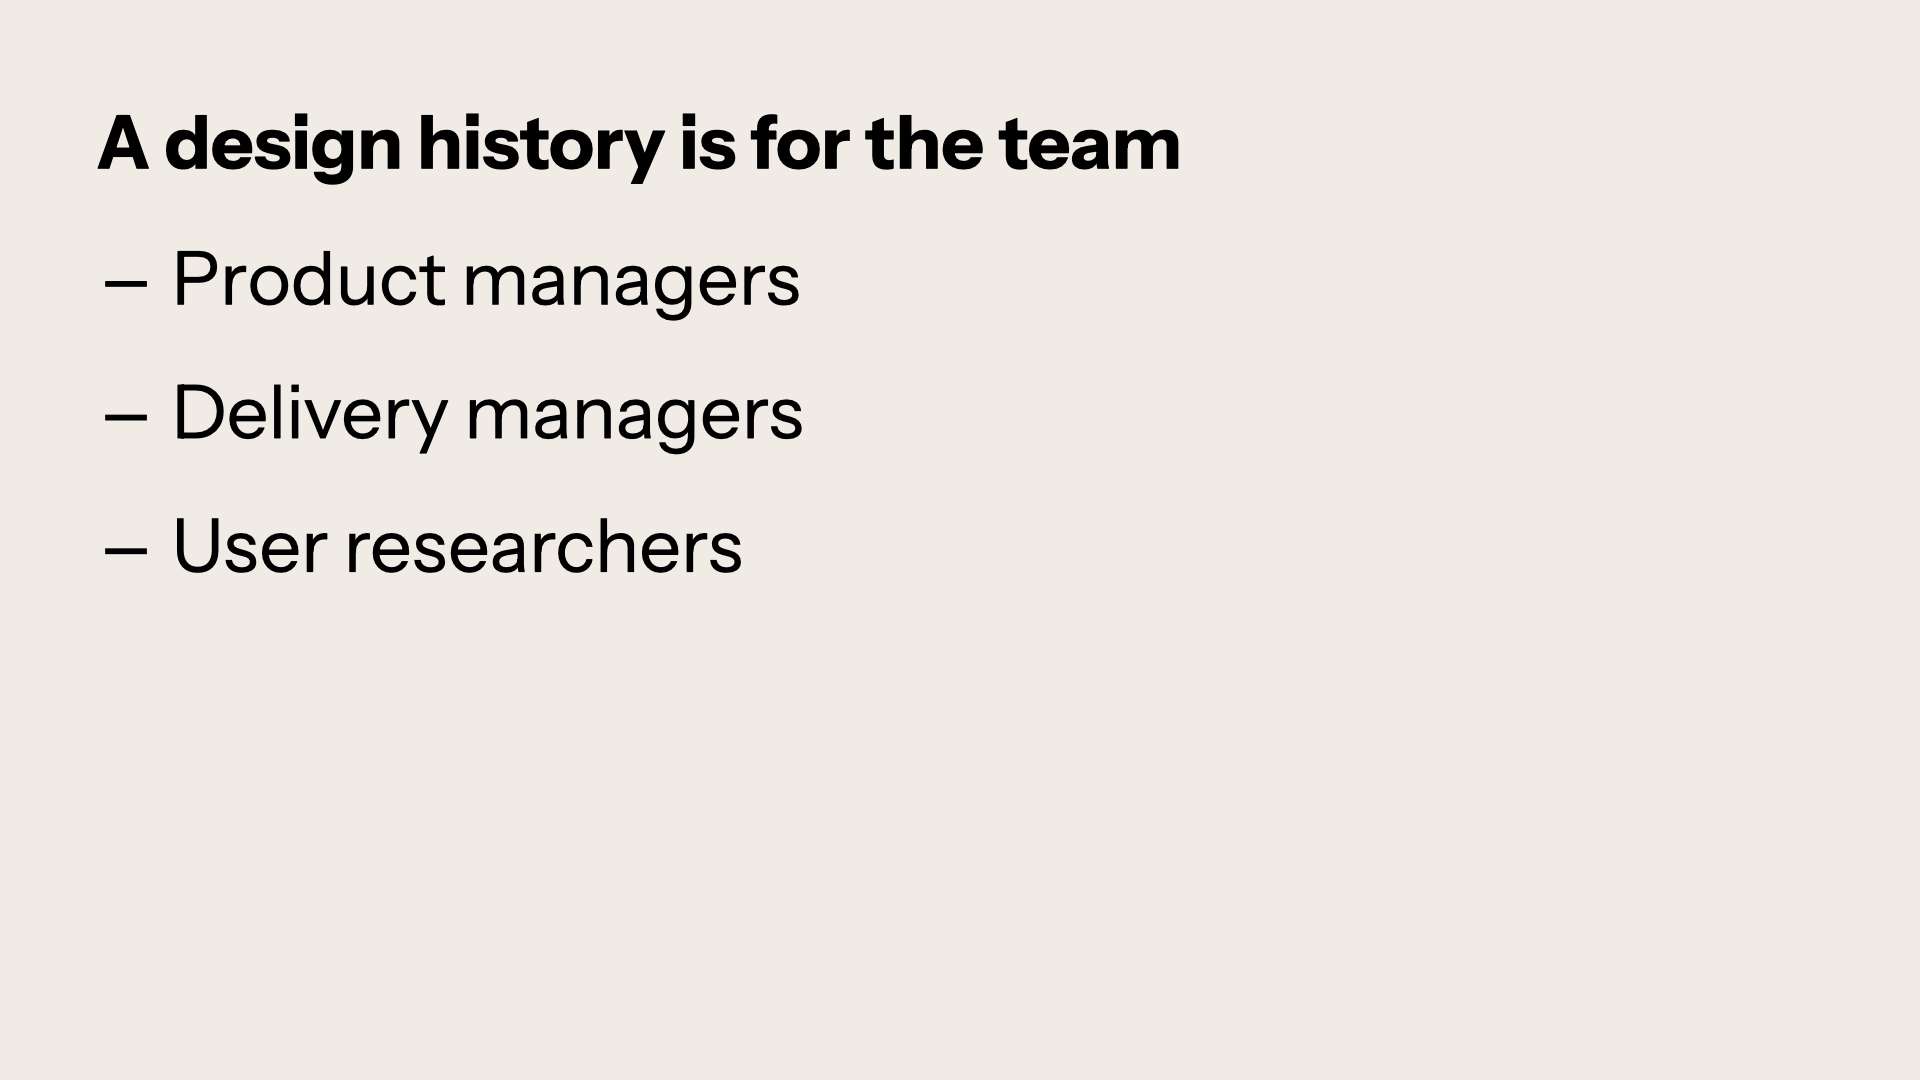 A design history is for the team
– Product managers
– Delivery managers
– User researchers